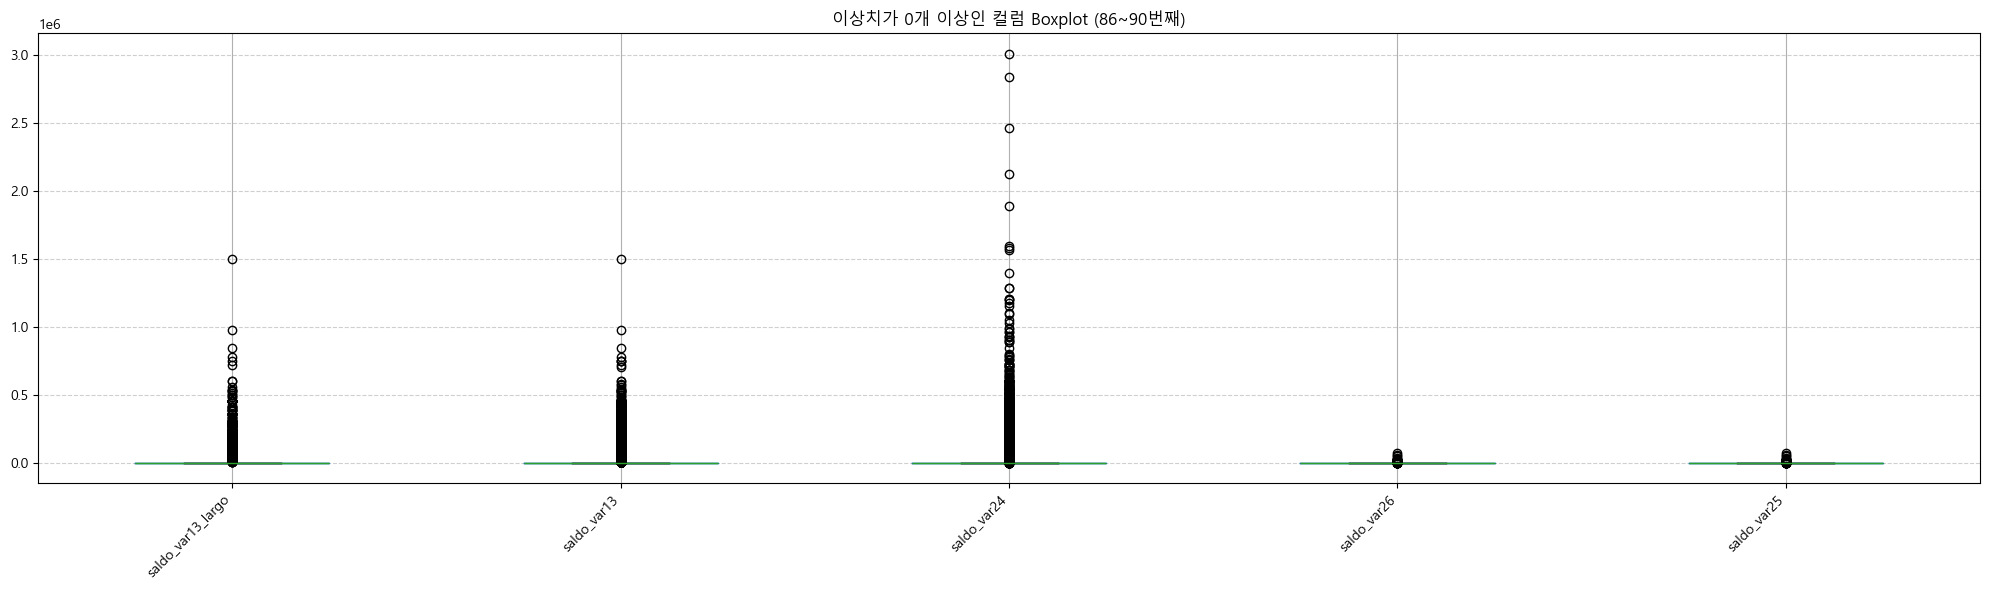 이상치가 0개 이상인 컬럼 Boxplot (86~90번째)
1e6
3.0
2.5
2.0
1.5
1.0
0.5
0.0
saldo_var13_largo
saldo_var13
saldo_var24
saldo_var26
saldo_var25